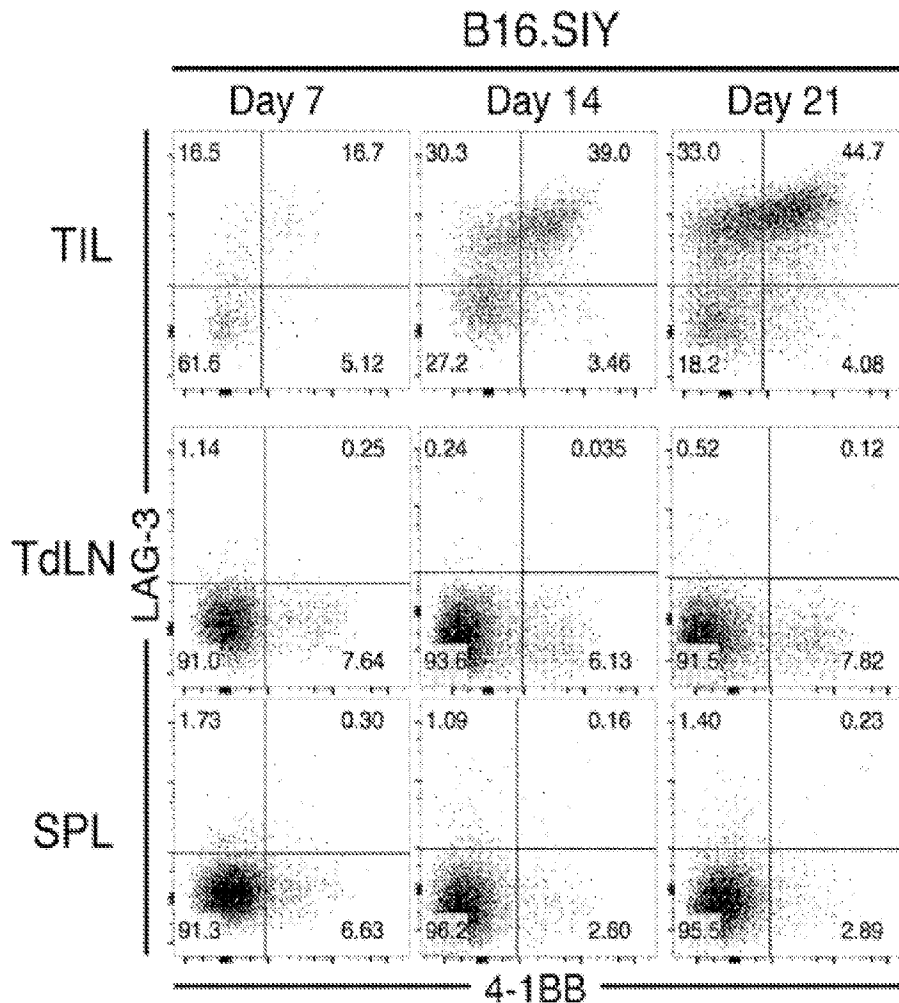 B16.SIY
Day 7 Day 14 Day 21
16.5 16.7 30.3 39.0 33.0 44.7
TIL
61.6 5.12 27.2 3.46 18.2 4.08
1.14 0.25 0.24 0.035 0.52 0.12
TdLN
LAG-3
91.0 7.64 93.6 6.13 91.5 7.82
1.73 0.30 1.09 0.16 1.40 0.23
SPL
91.3 6.63 96.2 2.60 95.5 2.89
4-1BB